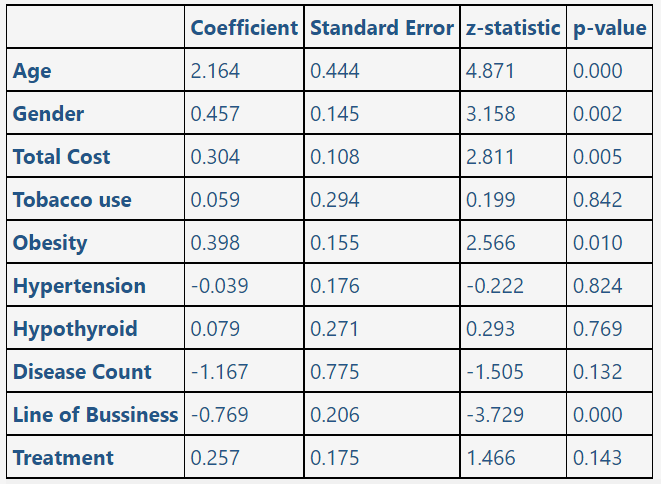 Coefficient Standard Error z-statistic p-value
Age 2.164 0.444 4.871 0.000
Gender 0.457 0.145 3.158 0.002
Total Cost 0.304 0.108 2.811 0.005
Tobacco use 0.059 0.294 0.199 0.842
Obesity 0.398 0.155 2.566 0.010
Hypertension -0.039 0.176 -0.222 0.824
Hypothyroid 0.079 0.271 0.293 0.769
Disease Count -1.167 0.775 -1.505 0.132
Line of Bussiness -0.769 0.206 -3.729 0.000
Treatment 0.257 0.175 1.466 0.143